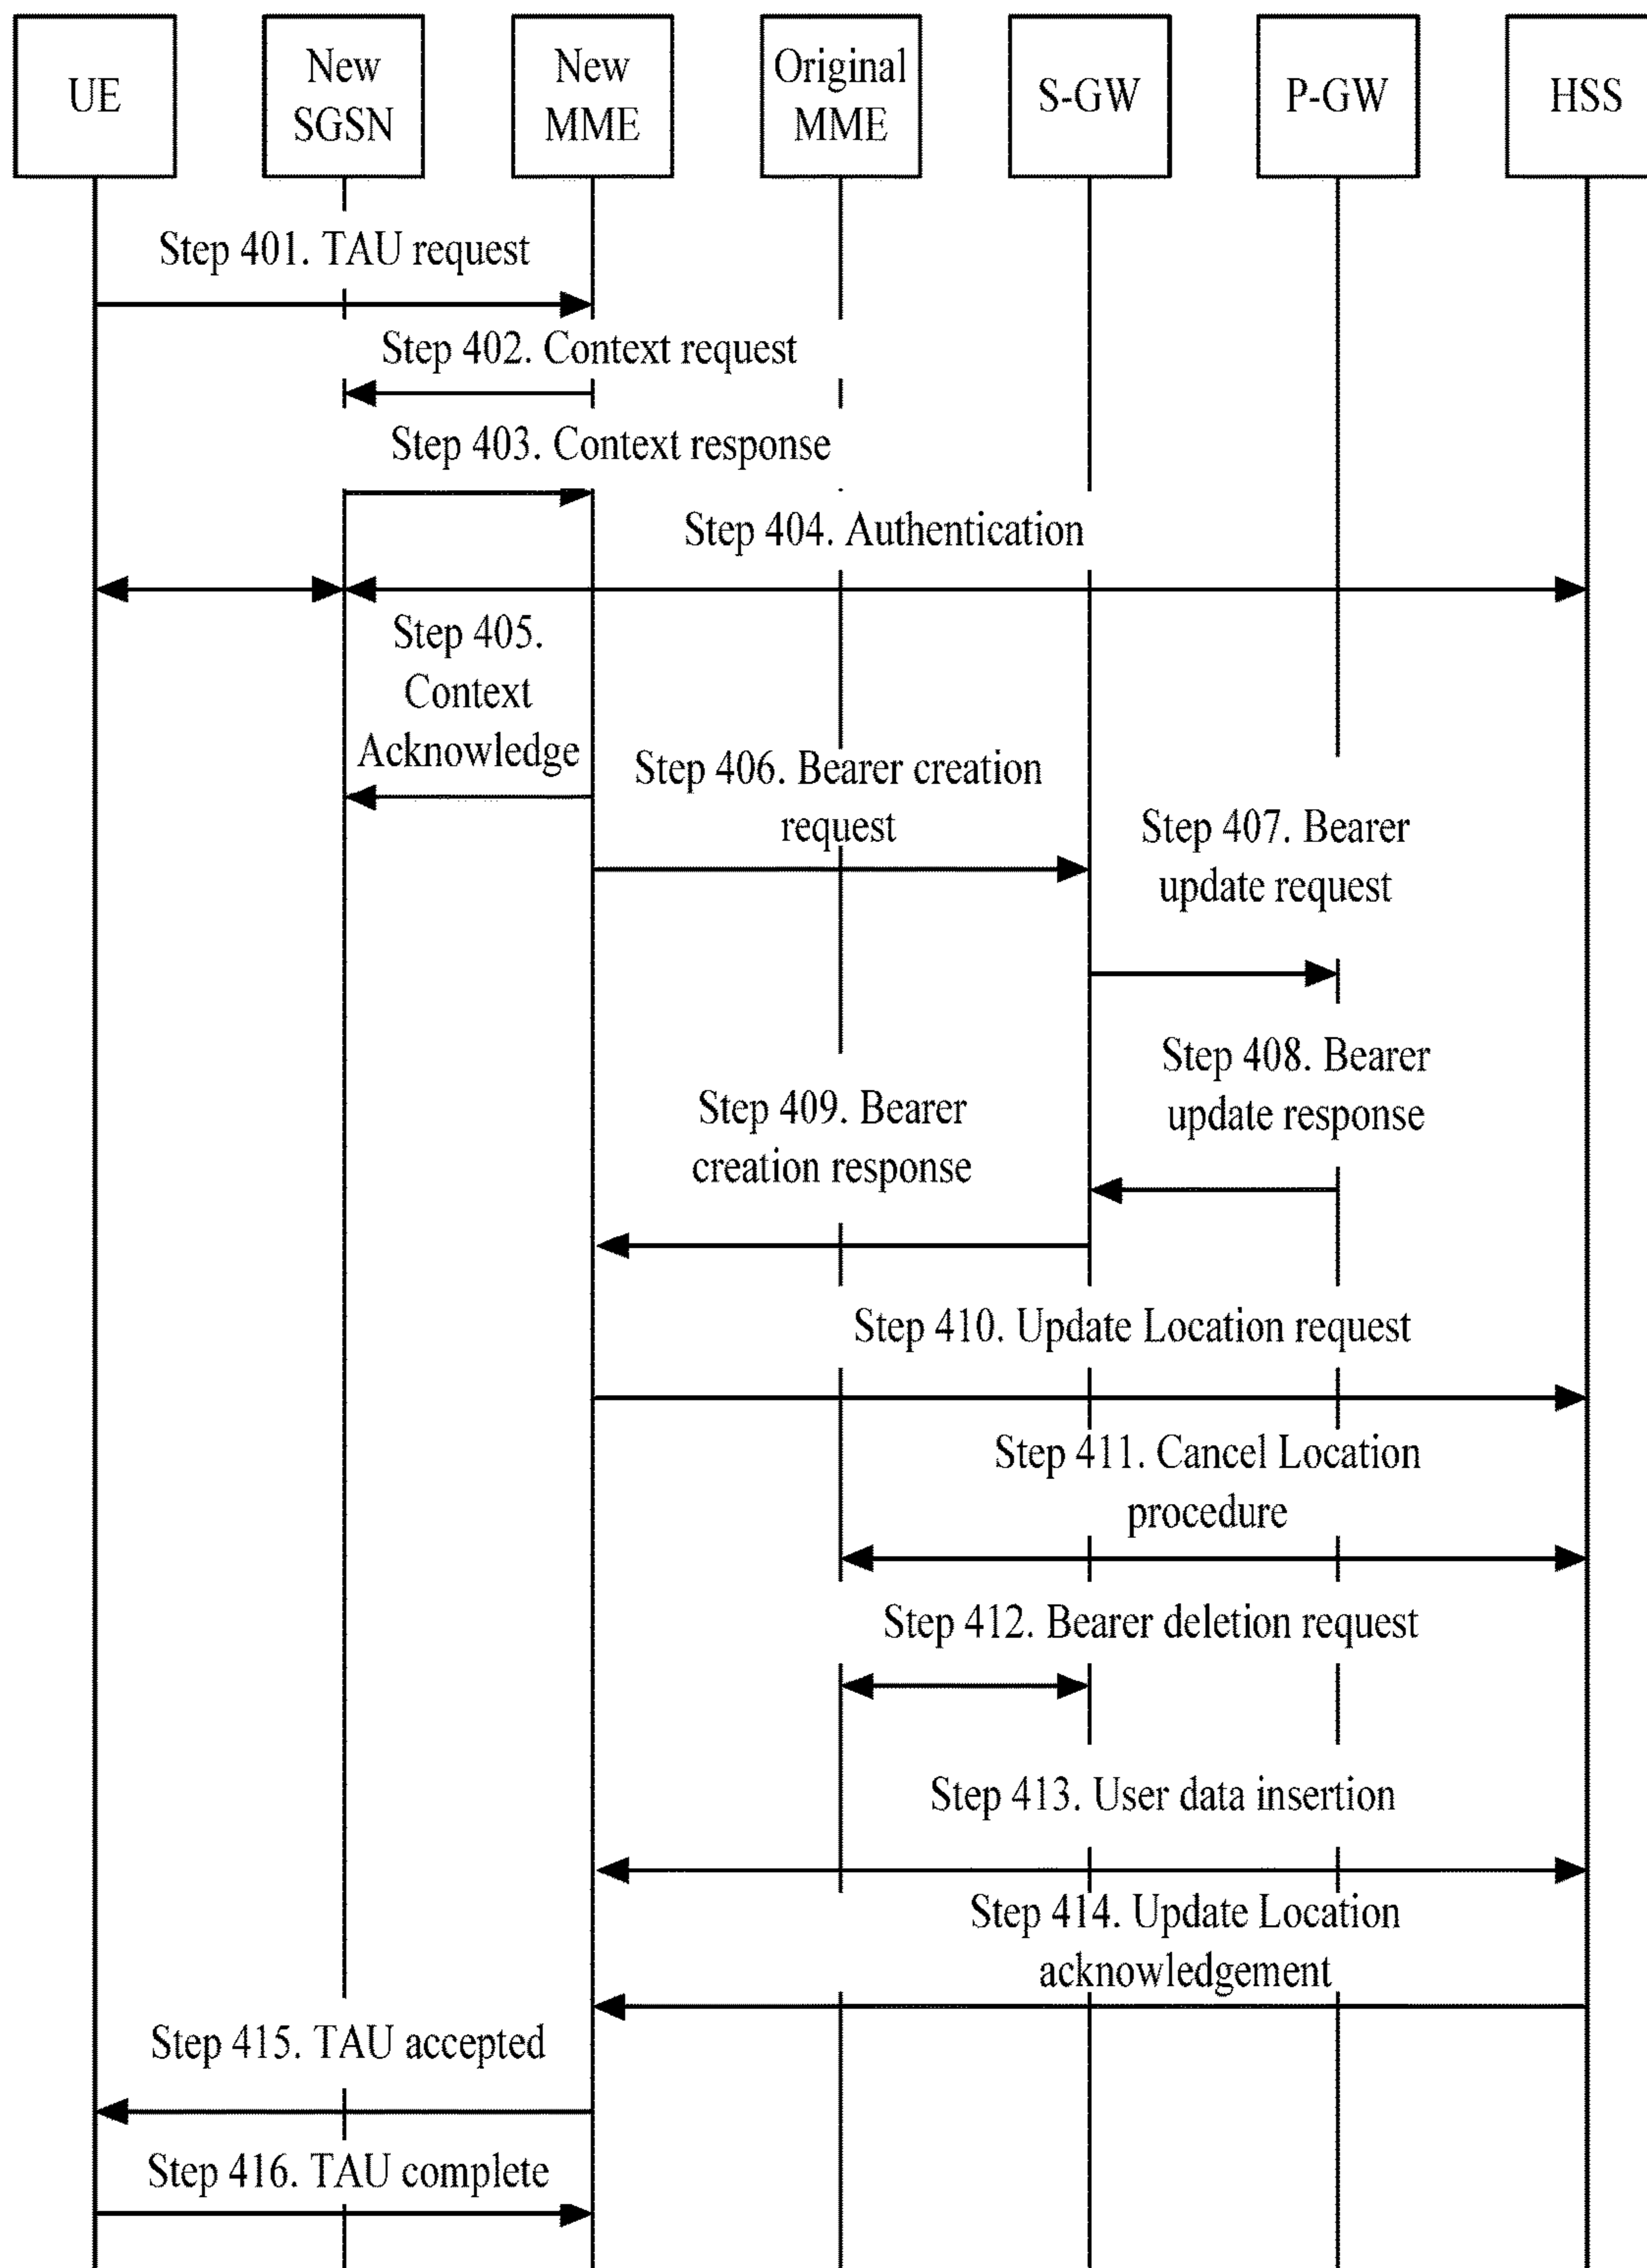 UE
New
SGSN
New
MME
Original
MME
S-GW
P-GW
HSS
Step 401. TAU request
Step 402. Context request
Step 403. Context response
Step 404. Authentication
Step 405.
Context
Acknowledge
Step 406. Bearer creation
request
Step 407. Bearer
update request
Step 408. Bearer
update response
Step 409. Bearer
creation response
Step 410. Update Location request
Step 411. Cancel Location
procedure
Step 412. Bearer deletion request
Step 413. User data insertion
Step 414. Update Location
acknowledgement
Step 415. TAU accepted
Step 416. TAU complete